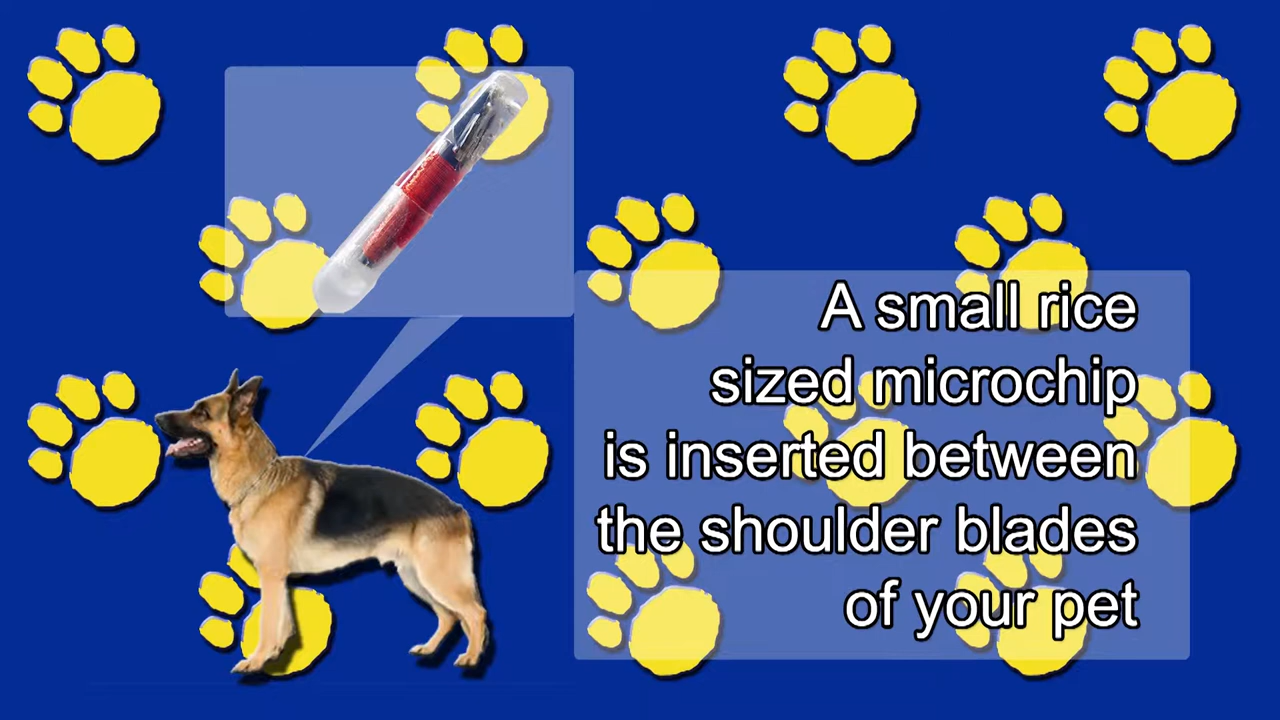 A small rice
sized microchip
is inserted between
the shoulder blades
of your pet